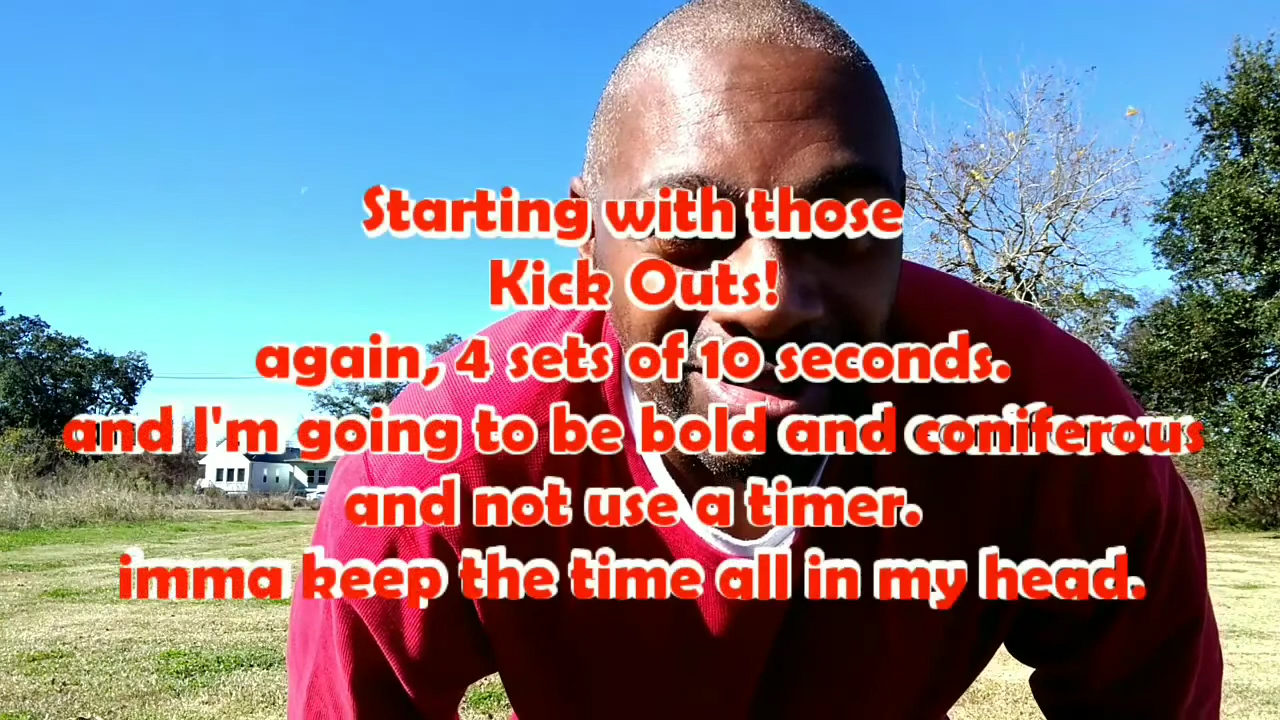 Starting with those
Kick Outs!
again, 4 sets of 10 seconds.
and I'm going to be bold and coniferous
and not use a timer.
imma keep the time all in my head.